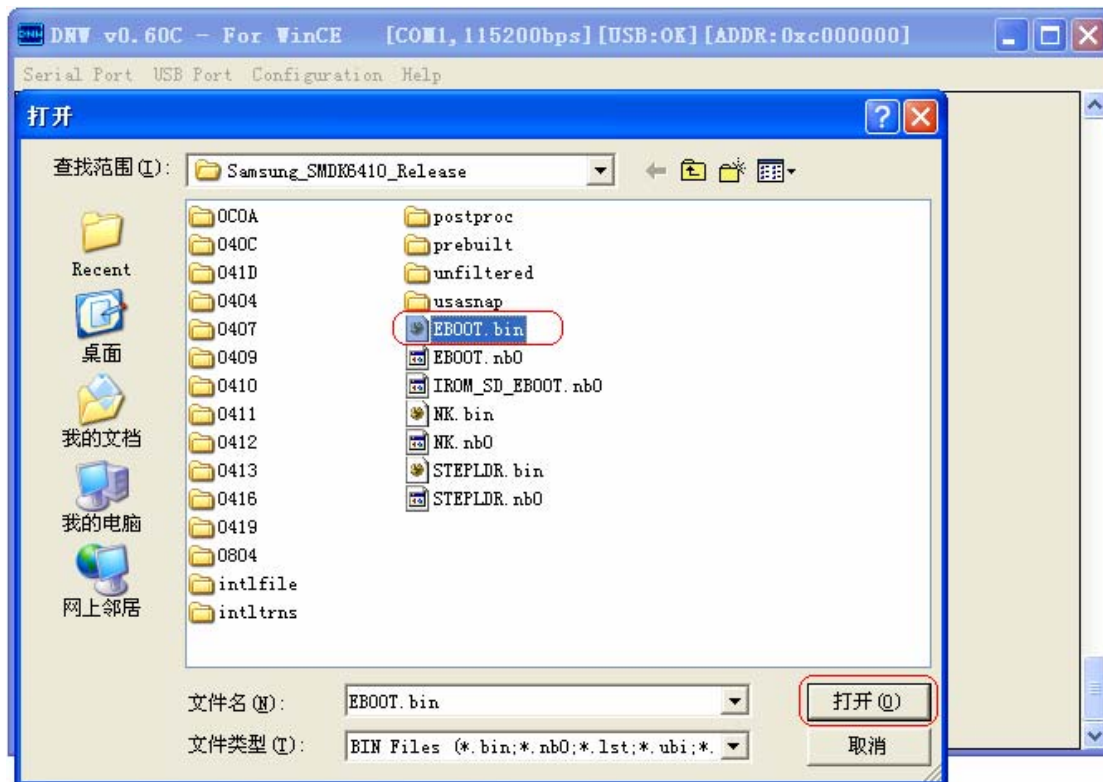 DNW v0.60C - For WinCE [COM1,115200bps][USB:OK][ADDR:0xc000000]
Serial Port USB Port Configuration Help
打开
查找范围(I):
Samsung_SMDK6410_Release
Recent
桌面
我的文档
我的电脑
网上邻居
0C0A
040C
041D
0404
0407
0409
0410
0411
0412
0413
0416
0419
0804
intlfile
intltrns
postproc
prebuilt
unfiltered
usasnap
EBOOT.bin
EBOOT.nb0
IROM_SD_EBOOT.nb0
NK.bin
NK.nb0
STEPLDR.bin
STEPLDR.nb0
文件名(N):
EBOOT.bin
打开(O)
文件类型(T):
BIN Files (*.bin;*.nb0;*.lst;*.ubi;*.
取消